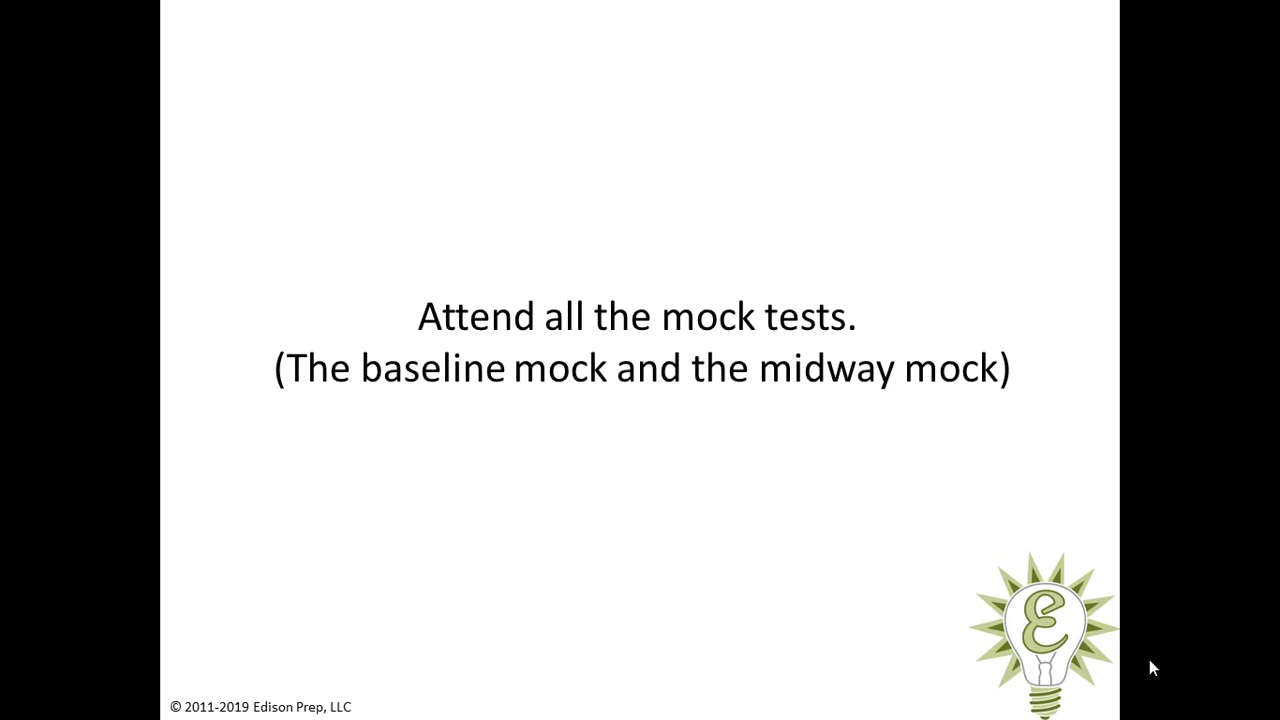 Attend all the mock tests.
(The baseline mock and the midway mock)
E
© 2011-2019 Edison Prep, LLC